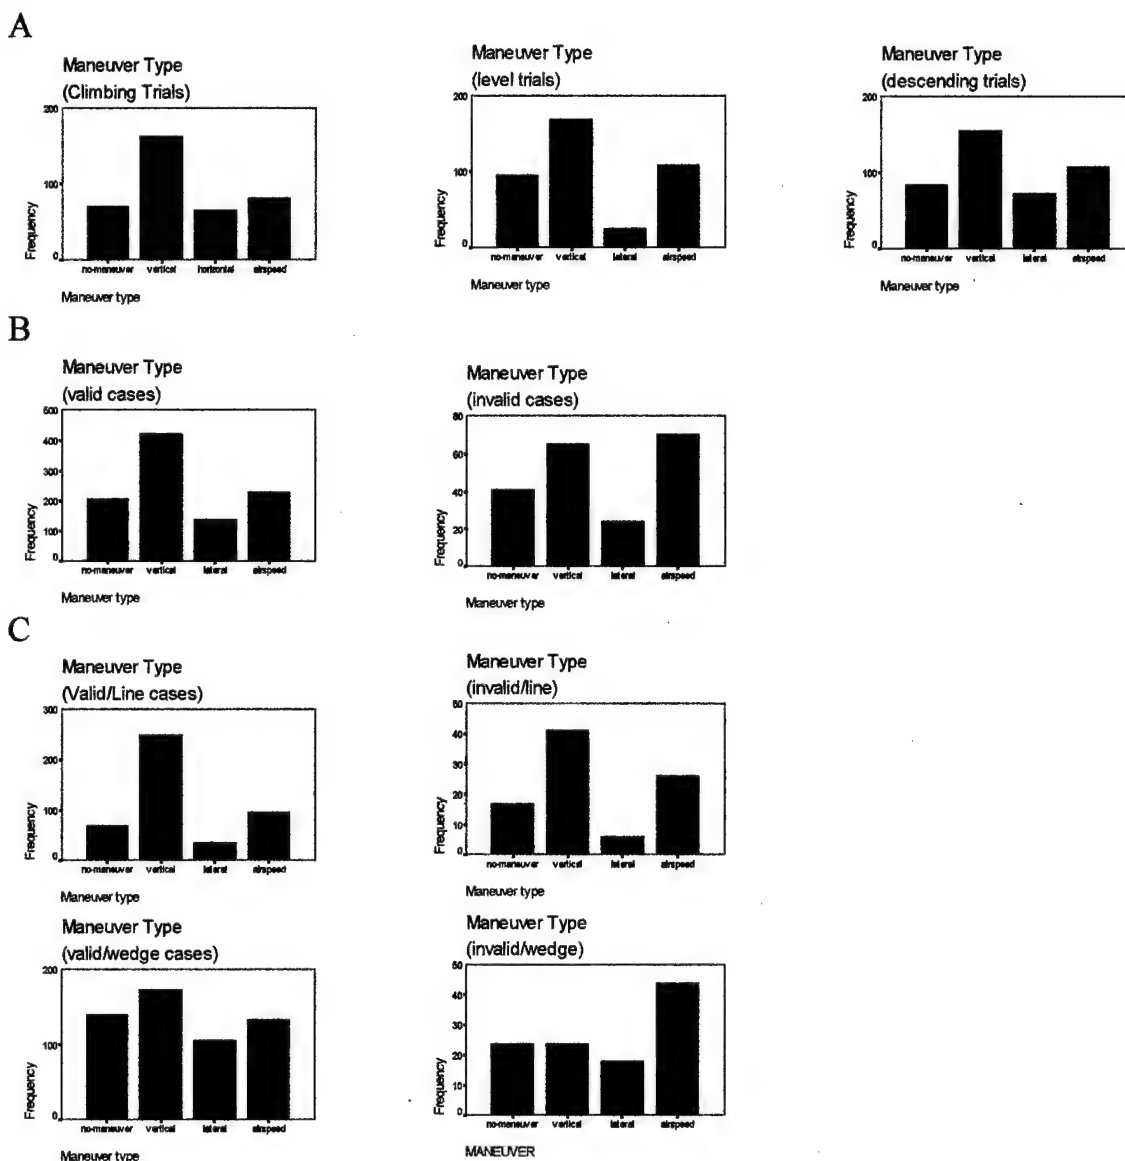 A
Maneuver Type
(Climbing Trials)
200
100
0
Frequency
no-maneuver vertical horizontal airspeed
Maneuver type
Maneuver Type
(level trials)
200
100
0
Frequency
no-maneuver vertical lateral airspeed
Maneuver type
Maneuver Type
(descending trials)
200
100
0
Frequency
no-maneuver vertical lateral airspeed
Maneuver type
B
Maneuver Type
(valid cases)
500
400
300
200
100
0
Frequency
no-maneuver vertical lateral airspeed
Maneuver type
Maneuver Type
(invalid cases)
80
60
40
20
0
Frequency
no-maneuver vertical lateral airspeed
Maneuver type
C
Maneuver Type
(Valid/Line cases)
300
200
100
0
Frequency
no-maneuver vertical lateral airspeed
Maneuver type
Maneuver Type
(invalid/line)
50
40
30
20
10
0
Frequency
no-maneuver vertical lateral airspeed
Maneuver type
Maneuver Type
(valid/wedge cases)
200
100
0
Frequency
no-maneuver vertical lateral airspeed
Maneuver type
Maneuver Type
(invalid/wedge)
50
40
30
20
10
0
Frequency
no-maneuver vertical lateral airspeed
MANEUVER